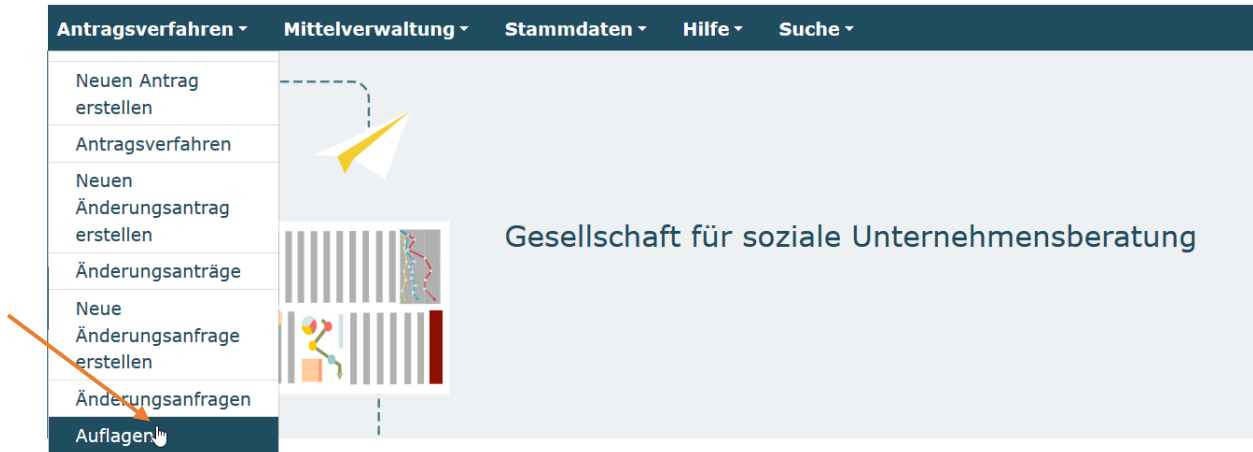 Antragsverfahren Mittelverwaltung Stammdaten Hilfe Suche
Neuen Antrag
erstellen
Antragsverfahren
Neuen
Änderungsantrag
erstellen
Änderungsanträge
Neue
Änderungsanfrage
erstellen
Änderungsanfragen
Auflagen
Gesellschaft für soziale Unternehmensberatung